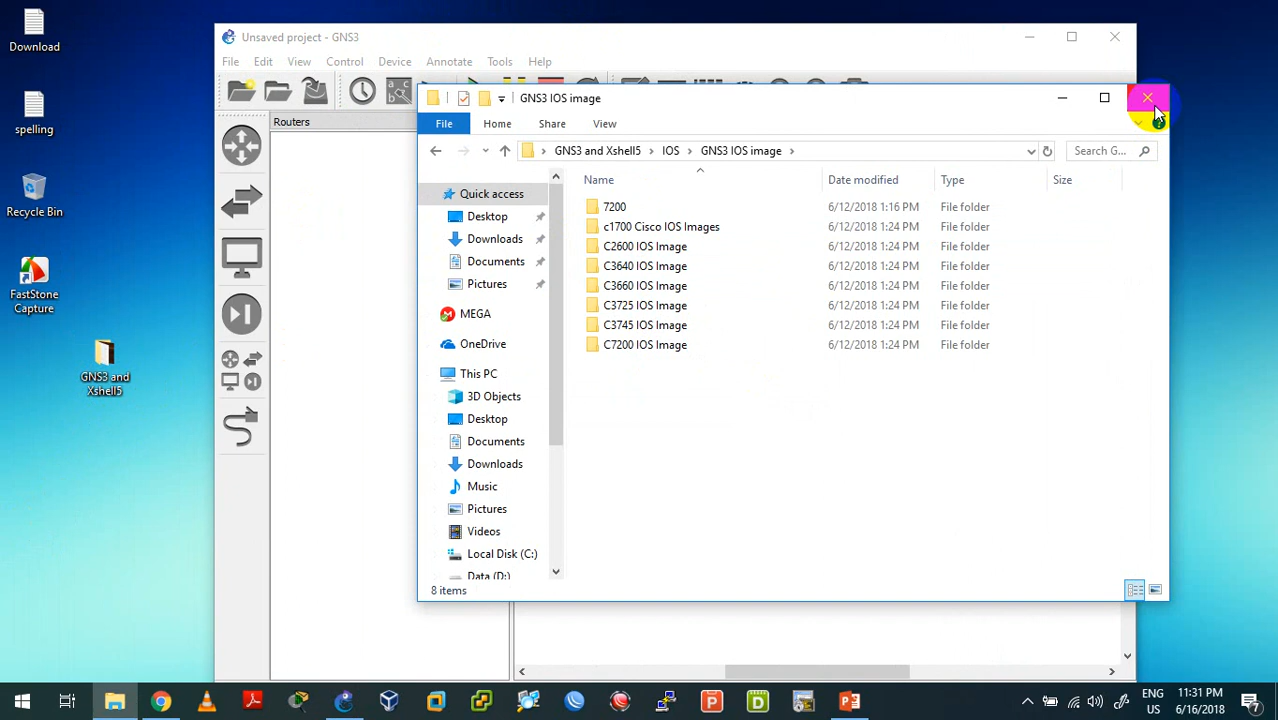 Download
spelling
Recycle Bin
FastStone
Capture
GNS3 and
Xshell5
Unsaved project - GNS3
File Edit View Control Device Annotate Tools Help
Routers
GNS3 IOS image
File Home Share View
GNS3 and Xshell5 IOS GNS3 IOS image Search G...
Name Date modified Type Size
7200 6/12/2018 1:16 PM File folder
c1700 Cisco IOS Images 6/12/2018 1:24 PM File folder
C2600 IOS Image 6/12/2018 1:24 PM File folder
C3640 IOS Image 6/12/2018 1:24 PM File folder
C3660 IOS Image 6/12/2018 1:24 PM File folder
C3725 IOS Image 6/12/2018 1:24 PM File folder
C3745 IOS Image 6/12/2018 1:24 PM File folder
C7200 IOS Image 6/12/2018 1:24 PM File folder
Quick access
Desktop
Downloads
Documents
Pictures
MEGA
OneDrive
This PC
3D Objects
Desktop
Documents
Downloads
Music
Pictures
Videos
Local Disk (C:)
Data (D:)
8 items
ENG
US
11:31 PM
6/16/2018
7